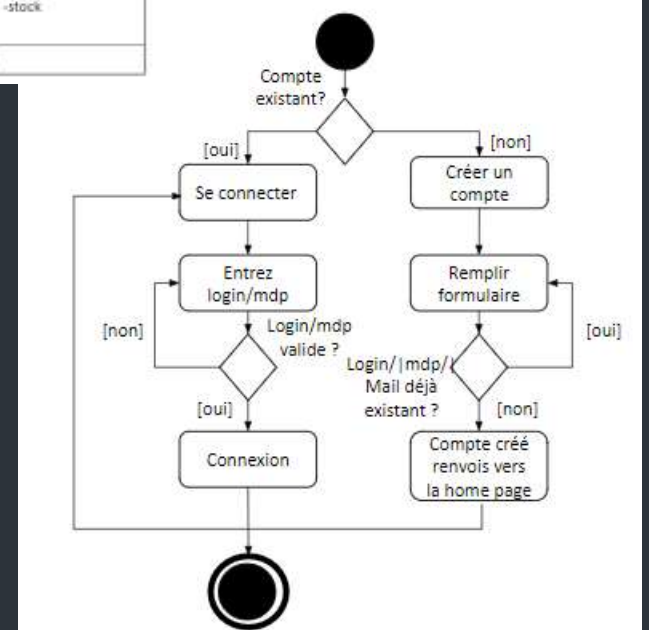 -stock
Compte
existant?
[oui]
[non]
Se connecter
Créer un
compte
Entrez
login/mdp
Remplir
formulaire
[non]
Login/mdp
valide ?
[oui]
Login/|mdp/
Mail déjà
existant ?
[oui]
[non]
Connexion
Compte créé
renvois vers
la home page